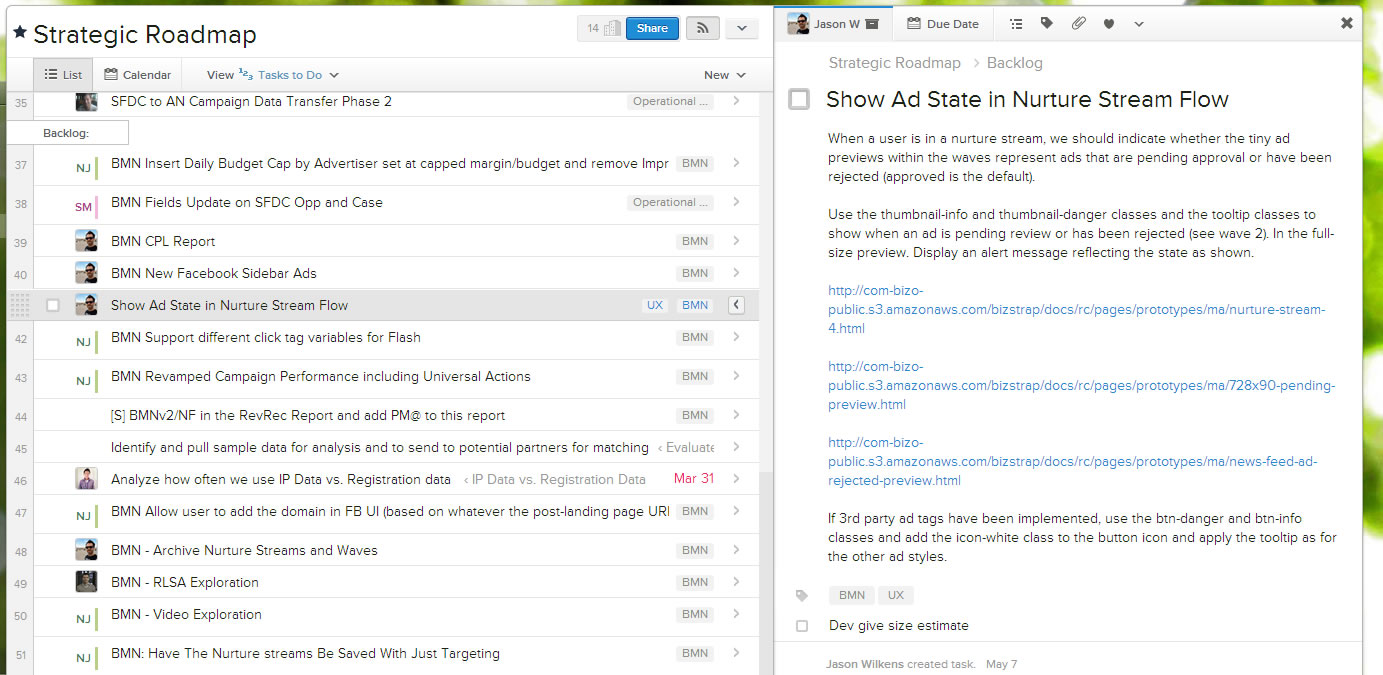 Strategic Roadmap
14
Share
List
Calendar
View 123 Tasks to Do
New
35 SFDC to AN Campaign Data Transfer Phase 2 Operational ...
Backlog:
37 NJ BMN Insert Daily Budget Cap by Advertiser set at capped margin/budget and remove Impr BMN
38 SM BMN Fields Update on SFDC Opp and Case Operational ...
39 BMN CPL Report BMN
40 BMN New Facebook Sidebar Ads BMN
Show Ad State in Nurture Stream Flow UX BMN
42 NJ BMN Support different click tag variables for Flash BMN
43 NJ BMN Revamped Campaign Performance including Universal Actions BMN
44 [S] BMNv2/NF in the RevRec Report and add PM@ to this report BMN
45 Identify and pull sample data for analysis and to send to potential partners for matching ‹ Evaluate
46 Analyze how often we use IP Data vs. Registration data ‹ IP Data vs. Registration Data Mar 31
47 NJ BMN Allow user to add the domain in FB UI (based on whatever the post-landing page URI BMN
48 BMN - Archive Nurture Streams and Waves BMN
49 BMN - RLSA Exploration BMN
50 NJ BMN - Video Exploration BMN
51 NJ BMN: Have The Nurture streams Be Saved With Just Targeting BMN
Jason W
Due Date
Strategic Roadmap > Backlog
Show Ad State in Nurture Stream Flow
When a user is in a nurture stream, we should indicate whether the tiny ad
previews within the waves represent ads that are pending approval or have been
rejected (approved is the default).
Use the thumbnail-info and thumbnail-danger classes and the tooltip classes to
show when an ad is pending review or has been rejected (see wave 2). In the full-
size preview. Display an alert message reflecting the state as shown.
http://com-bizo-
public.s3.amazonaws.com/bizstrap/docs/rc/pages/prototypes/ma/nurture-stream-
4.html
http://com-bizo-
public.s3.amazonaws.com/bizstrap/docs/rc/pages/prototypes/ma/728x90-pending-
preview.html
http://com-bizo-
public.s3.amazonaws.com/bizstrap/docs/rc/pages/prototypes/ma/news-feed-ad-
rejected-preview.html
If 3rd party ad tags have been implemented, use the btn-danger and btn-info
classes and add the icon-white class to the button icon and apply the tooltip as for
the other ad styles.
BMN UX
Dev give size estimate
Jason Wilkens created task. May 7